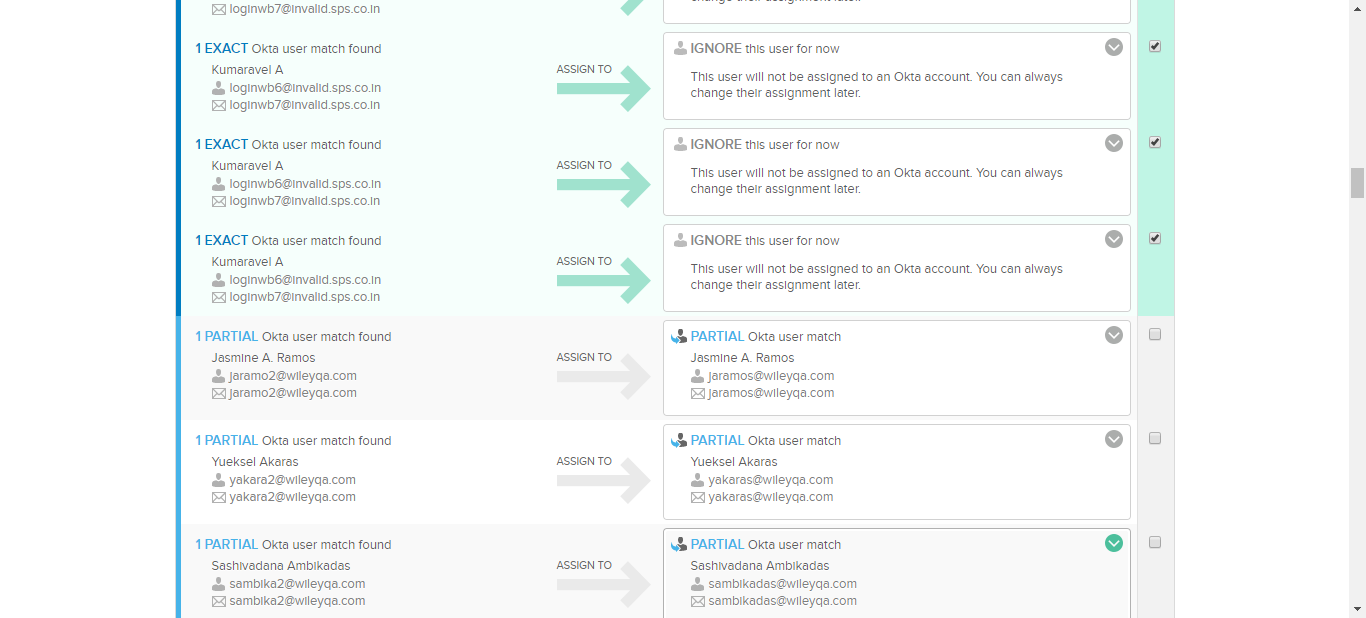 loginwb7@invalid.sps.co.in
change their assignment later.
1 EXACT Okta user match found
Kumaravel A
loginwb6@invalid.sps.co.in
loginwb7@invalid.sps.co.in
ASSIGN TO
IGNORE this user for now
This user will not be assigned to an Okta account. You can always
change their assignment later.
1 EXACT Okta user match found
Kumaravel A
loginwb6@invalid.sps.co.in
loginwb7@invalid.sps.co.in
ASSIGN TO
IGNORE this user for now
This user will not be assigned to an Okta account. You can always
change their assignment later.
1 EXACT Okta user match found
Kumaravel A
loginwb6@invalid.sps.co.in
loginwb7@invalid.sps.co.in
ASSIGN TO
IGNORE this user for now
This user will not be assigned to an Okta account. You can always
change their assignment later.
1 PARTIAL Okta user match found
Jasmine A. Ramos
jaramo2@wileyqa.com
jaramo2@wileyqa.com
ASSIGN TO
PARTIAL Okta user match
Jasmine A. Ramos
jaramos@wileyqa.com
jaramos@wileyqa.com
1 PARTIAL Okta user match found
Yueksel Akaras
yakara2@wileyqa.com
yakara2@wileyqa.com
ASSIGN TO
PARTIAL Okta user match
Yueksel Akaras
yakaras@wileyqa.com
yakaras@wileyqa.com
1 PARTIAL Okta user match found
Sashivadana Ambikadas
sambika2@wileyqa.com
sambika2@wileyqa.com
ASSIGN TO
PARTIAL Okta user match
Sashivadana Ambikadas
sambikadas@wileyqa.com
sambikadas@wileyqa.com